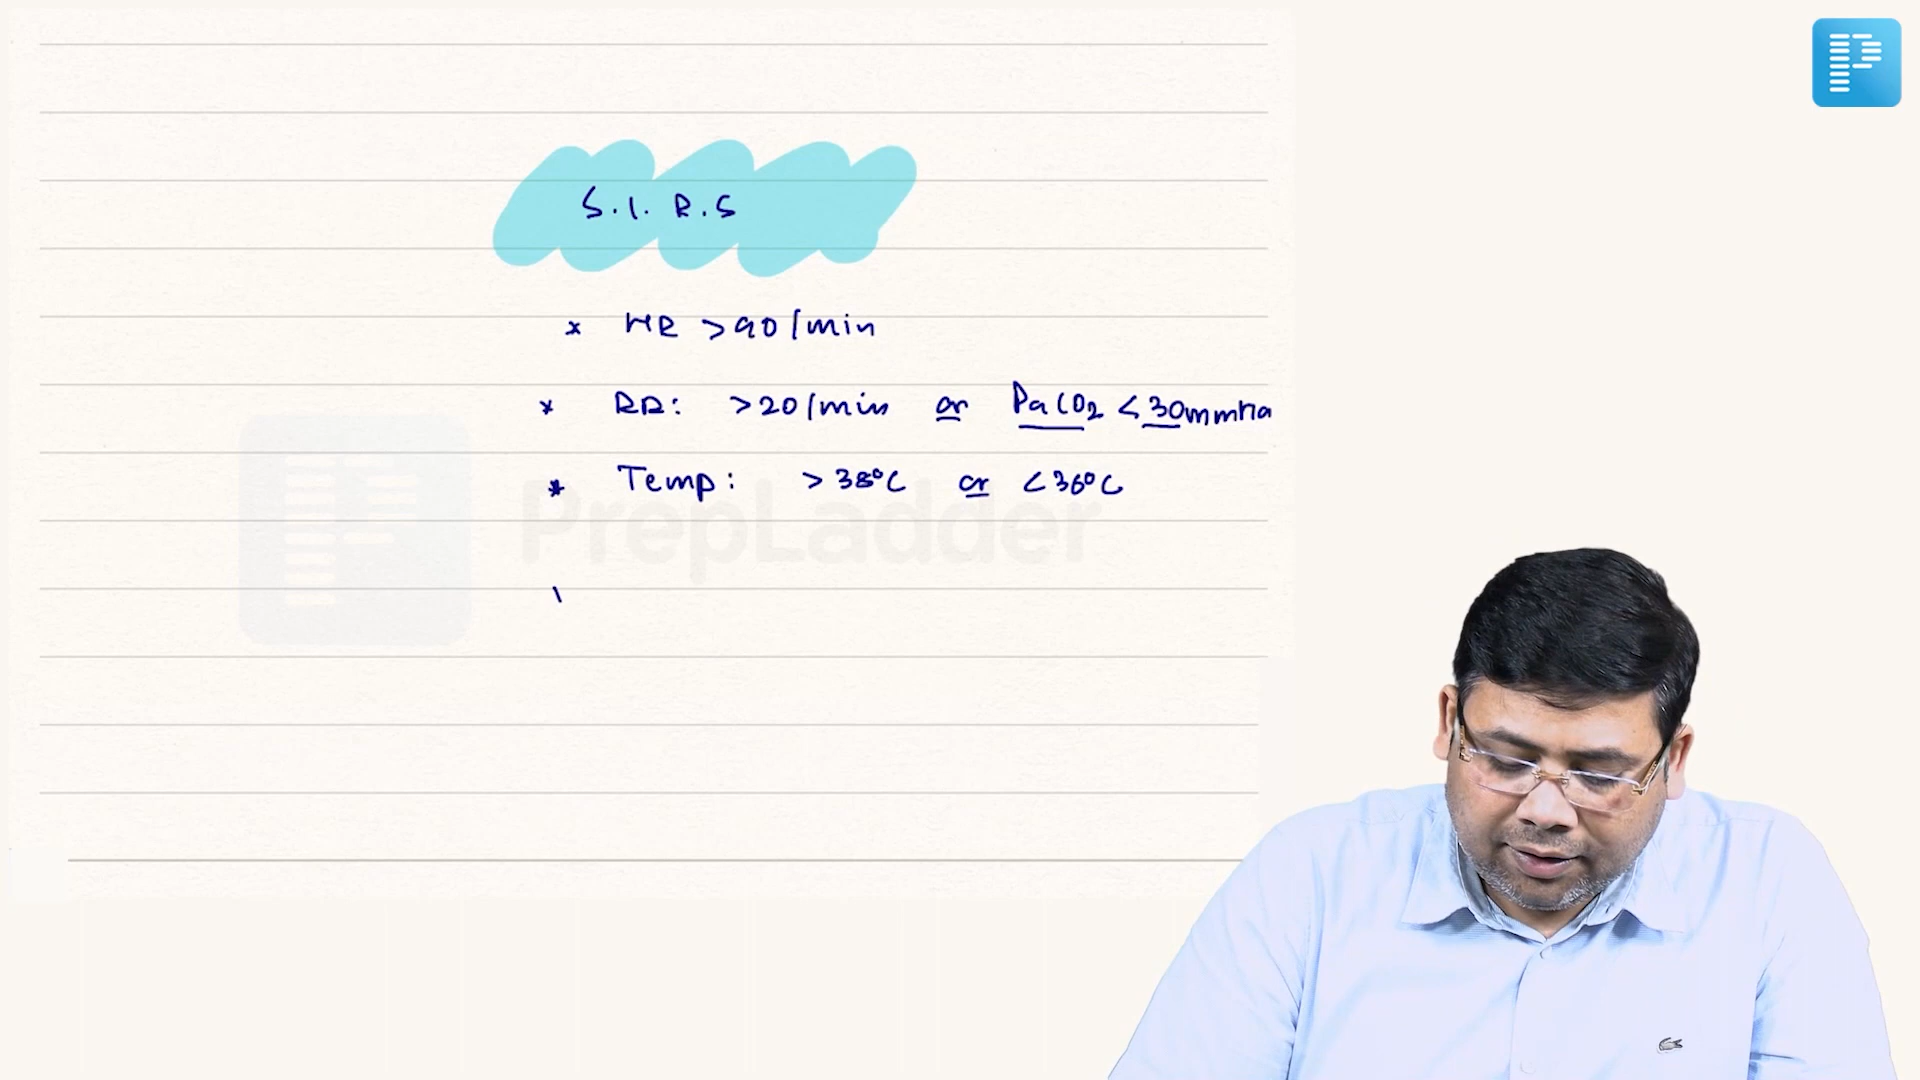 S.I.R.S
* HR >90/min
* RR: >20/min or PaCO2 <30mmHg
* Temp: >38°C or <36°C
PrepLadder